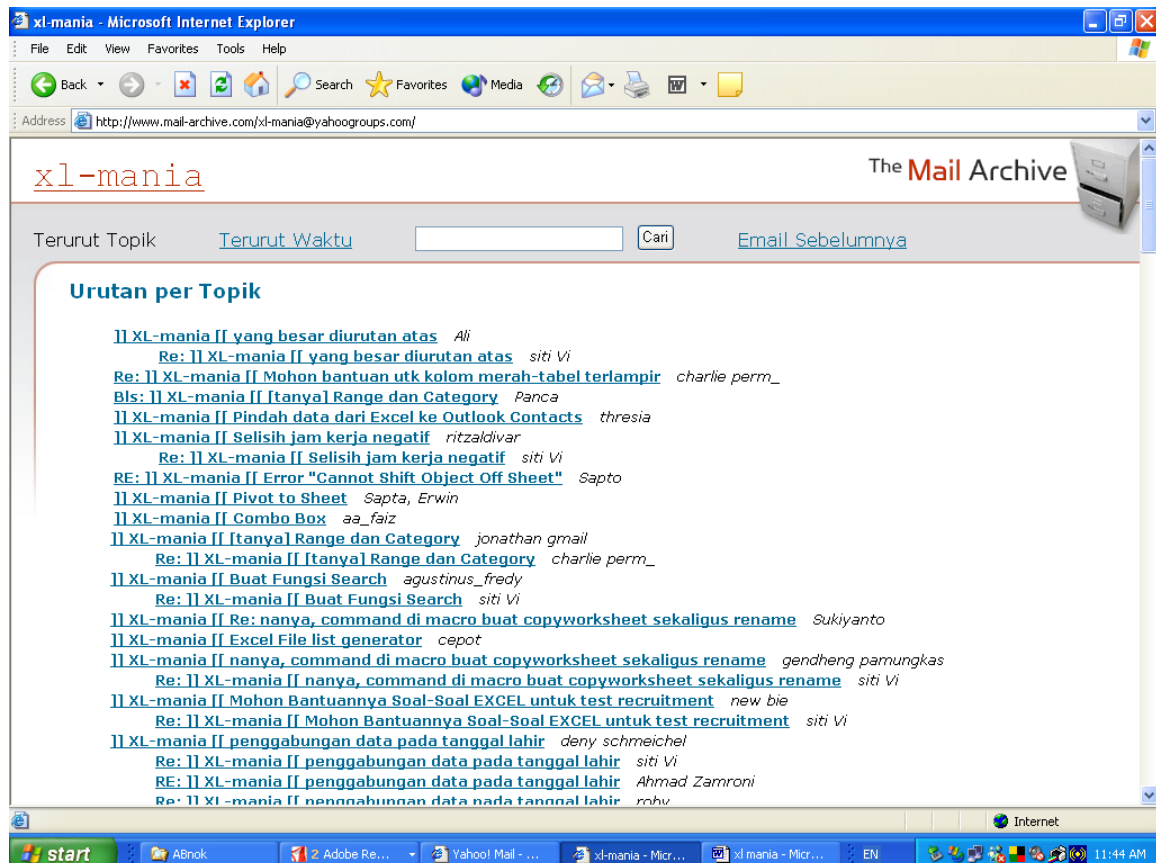 xl-mania - Microsoft Internet Explorer
File Edit View Favorites Tools Help
Back Search Favorites Media
Address http://www.mail-archive.com/xl-mania@yahoogroups.com/
xl-mania The Mail Archive
Terurut Topik Terurut Waktu Cari Email Sebelumnya
Urutan per Topik
]] XL-mania [[ yang besar diurutan atas Ali
Re: ]] XL-mania [[ yang besar diurutan atas siti Vi
Re: ]] XL-mania [[ Mohon bantuan utk kolom merah-tabel terlampir charlie perm_
Bls: ]] XL-mania [[ [tanya] Range dan Category Panca
]] XL-mania [[ Pindah data dari Excel ke Outlook Contacts thresia
]] XL-mania [[ Selisih jam kerja negatif ritzaldivar
Re: ]] XL-mania [[ Selisih jam kerja negatif siti Vi
RE: ]] XL-mania [[ Error "Cannot Shift Object Off Sheet" Sapto
]] XL-mania [[ Pivot to Sheet Sapta, Erwin
]] XL-mania [[ Combo Box aa_faiz
]] XL-mania [[ [tanya] Range dan Category jonathan gmail
Re: ]] XL-mania [[ [tanya] Range dan Category charlie perm_
]] XL-mania [[ Buat Fungsi Search agustinus_fredy
Re: ]] XL-mania [[ Buat Fungsi Search siti Vi
]] XL-mania [[ Re: nanya, command di macro buat copyworksheet sekaligus rename Sukiyanto
]] XL-mania [[ Excel File list generator cepot
]] XL-mania [[ nanya, command di macro buat copyworksheet sekaligus rename gendheng pamungkas
Re: ]] XL-mania [[ nanya, command di macro buat copyworksheet sekaligus rename siti Vi
]] XL-mania [[ Mohon Bantuannya Soal-Soal EXCEL untuk test recruitment new bie
Re: ]] XL-mania [[ Mohon Bantuannya Soal-Soal EXCEL untuk test recruitment siti Vi
]] XL-mania [[ penggabungan data pada tanggal lahir deny schmeichel
Re: ]] XL-mania [[ penggabungan data pada tanggal lahir siti Vi
RE: ]] XL-mania [[ penggabungan data pada tanggal lahir Ahmad Zamroni
Re: ]] XL-mania [[ penggabungan data pada tanggal lahir roby
Internet
start ABnok 2 Adobe Re... Yahoo! Mail - ... xl-mania - Micr... xl mania - Micr... EN 11:44 AM